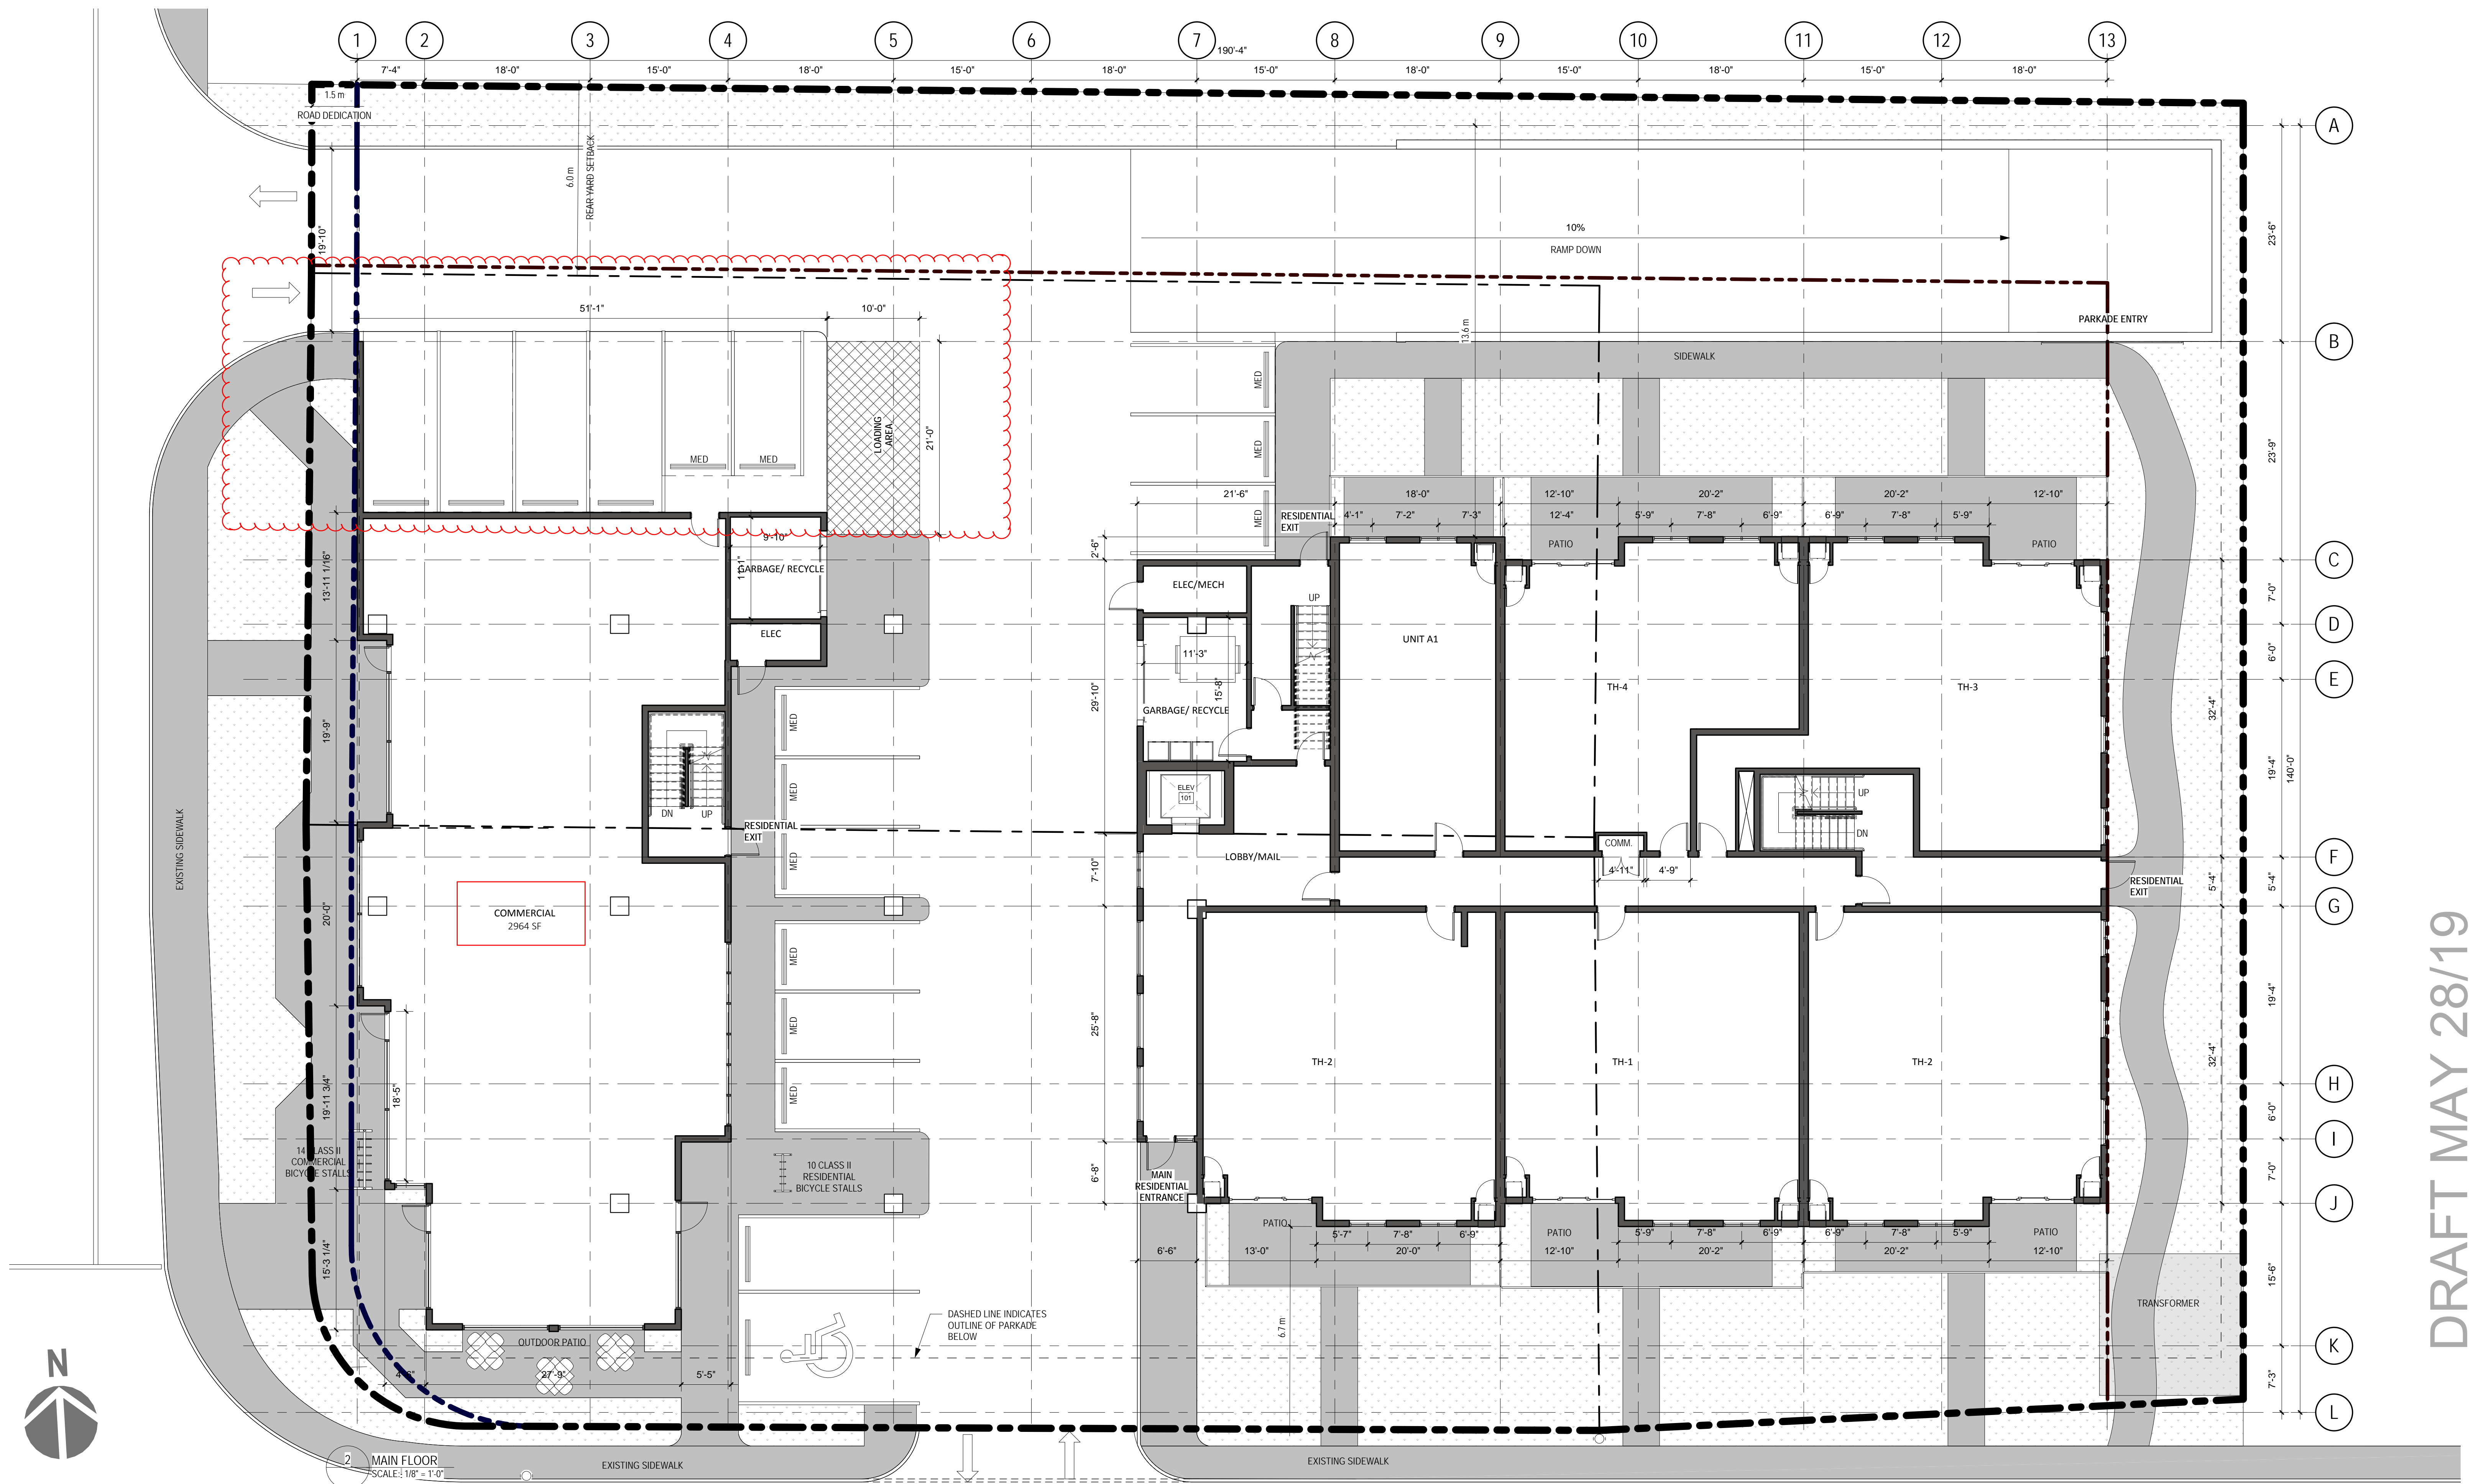 1 2 3 4 5 6 7 8 9 10 11 12 13
190'-4"
7'-4" 18'-0" 15'-0" 18'-0" 15'-0" 18'-0" 15'-0" 18'-0" 15'-0" 18'-0" 15'-0" 18'-0"
1.5 m
ROAD DEDICATION
A
REAR YARD SETBACK
6.0 m
19'-10"
10%
RAMP DOWN
23'-6"
51'-1"
10'-0"
13.6 m
PARKADE ENTRY
B
SIDEWALK
LOADING
AREA
21'-0"
MED
MED
MED
MED
MED
MED
23'-9"
21'-6" 18'-0" 12'-10" 20'-2" 20'-2" 12'-10"
RESIDENTIAL
EXIT
4'-1" 7'-2" 7'-3" 12'-4" 5'-9" 7'-8" 6'-9" 6'-9" 7'-8" 5'-9"
9'-10"
11'-1"
GARBAGE/ RECYCLE
2'-6"
PATIO
PATIO
C
13'-11 1/16"
ELEC/MECH
UP
7'-0"
D
ELEC
UNIT A1
11'-3"
15'-8"
6'-0"
E
TH-4
TH-3
GARBAGE/ RECYCLE
29'-10"
32'-4"
19'-9"
MED
MED
MED
19'-4"
140'-0"
ELEV
101
UP
DN
DN UP
RESIDENTIAL
EXIT
COMM.
LOBBY/MAIL
F
EXISTING SIDEWALK
7'-10"
4'-11" 4'-9"
RESIDENTIAL
EXIT
5'-4"
5'-4"
G
COMMERCIAL
2964 SF
20'-0"
MED
MED
MED
25'-8"
19'-4"
32'-4"
TH-2
TH-1
TH-2
19'-11 3/4"
18'-5"
H
6'-0"
I
14 CLASS II
COMMERCIAL
BICYCLE STALLS
10 CLASS II
RESIDENTIAL
BICYCLE STALLS
6'-8"
MAIN
RESIDENTIAL
ENTRANCE
7'-0"
J
PATIO
PATIO
PATIO
5'-7" 7'-8" 6'-9" 5'-9" 7'-8" 6'-9" 6'-9" 7'-8" 5'-9"
6'-6" 13'-0" 20'-0" 12'-10" 20'-2" 20'-2" 12'-10"
15'-3 1/4"
15'-6"
TRANSFORMER
DASHED LINE INDICATES
OUTLINE OF PARKADE
BELOW
6.7 m
OUTDOOR PATIO
K
27'-9"
5'-5"
7'-3"
L
N
2
MAIN FLOOR
SCALE: 1/8" = 1'-0"
EXISTING SIDEWALK
EXISTING SIDEWALK
DRAFT MAY 28/19